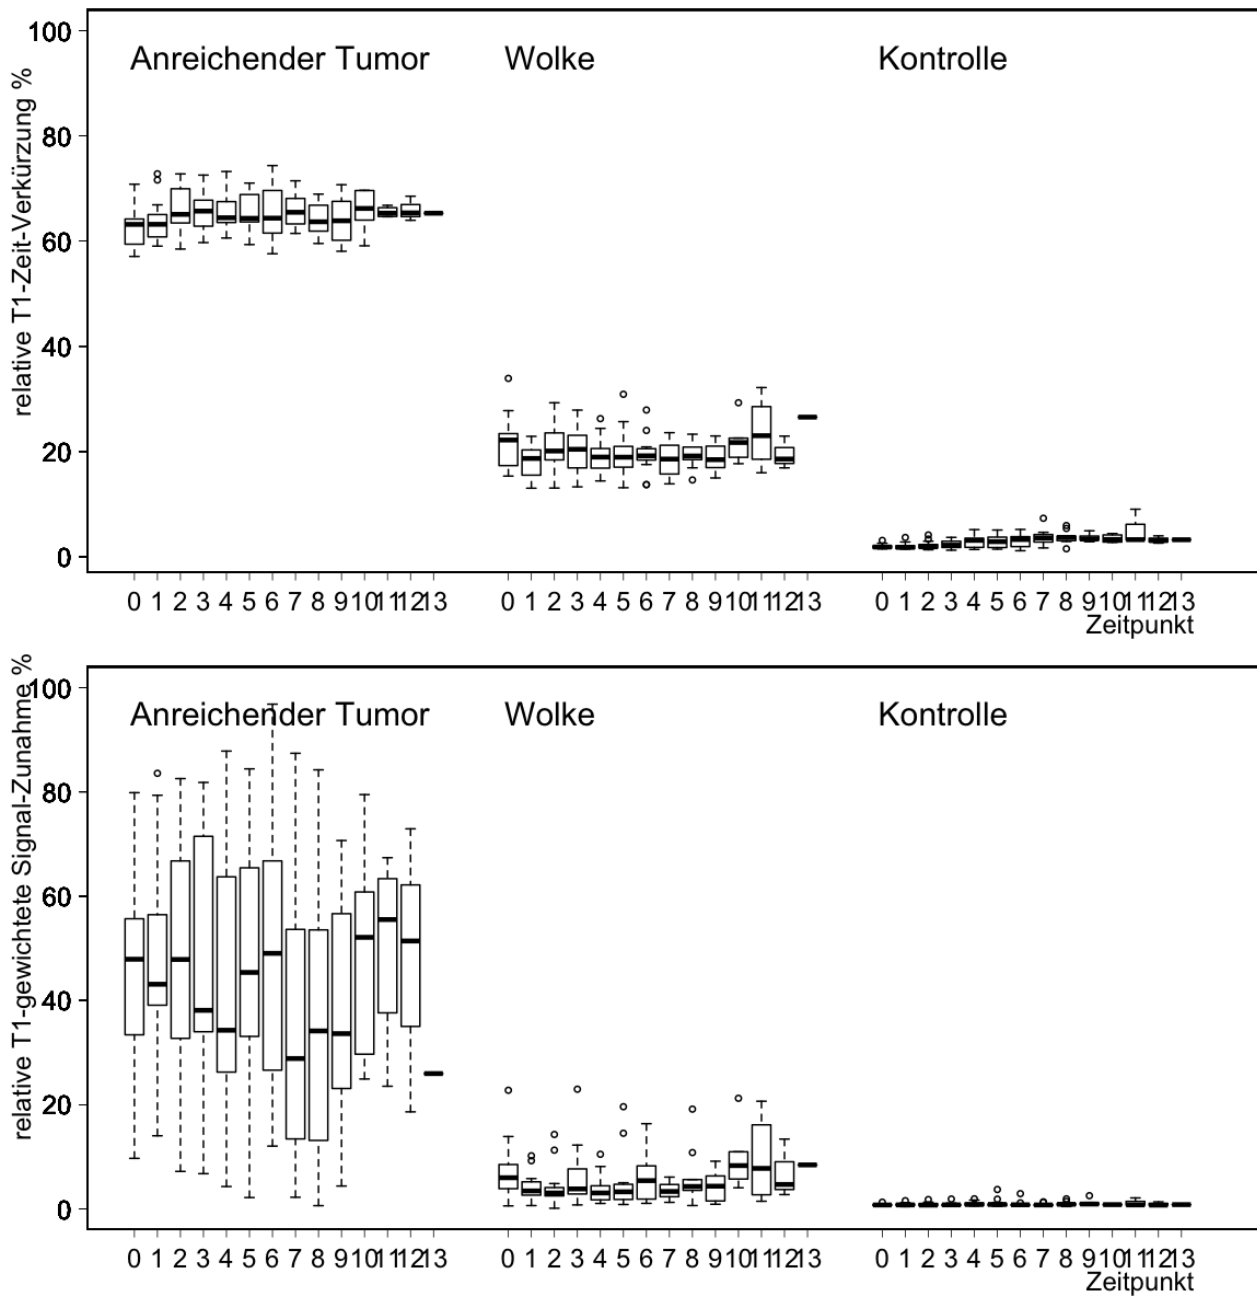 relative T1-Zeit-Verkürzung %
100
80
60
40
20
0
Anreichender Tumor
Wolke
Kontrolle
0 1 2 3 4 5 6 7 8 9 10 11 12 13
0 1 2 3 4 5 6 7 8 9 10 11 12 13
0 1 2 3 4 5 6 7 8 9 10 11 12 13
Zeitpunkt
relative T1-gewichtete Signal-Zunahme %
100
80
60
40
20
0
Anreichender Tumor
Wolke
Kontrolle
0 1 2 3 4 5 6 7 8 9 10 11 12 13
0 1 2 3 4 5 6 7 8 9 10 11 12 13
0 1 2 3 4 5 6 7 8 9 10 11 12 13
Zeitpunkt